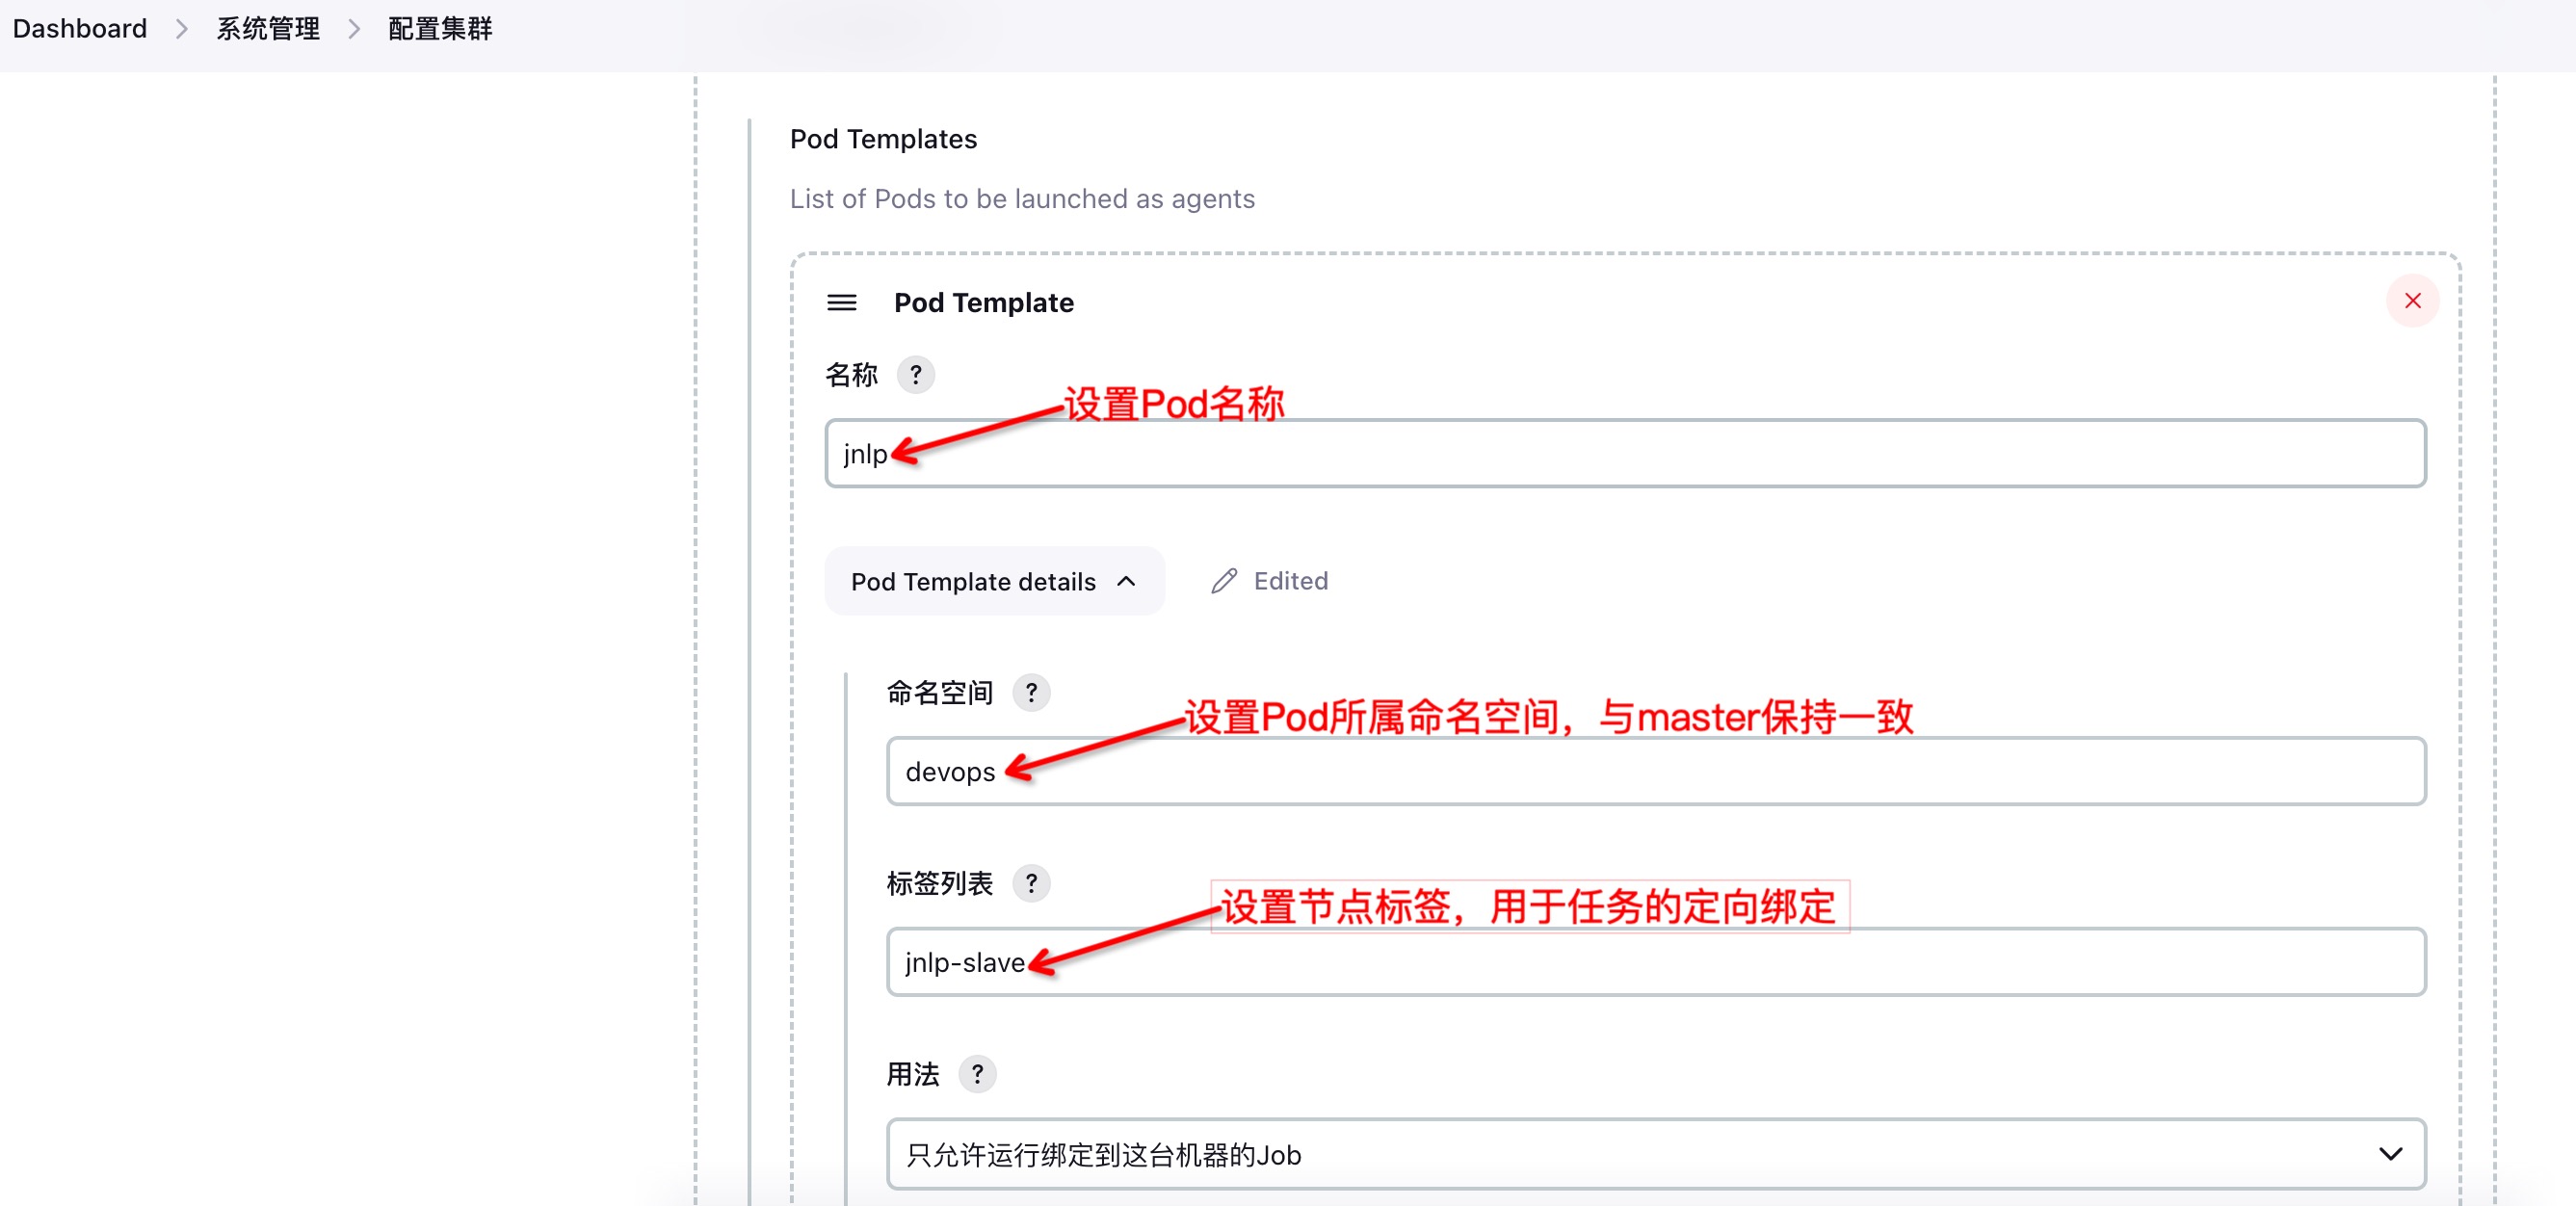 Dashboard > 系统管理 > 配置集群
Pod Templates
List of Pods to be launched as agents
Pod Template
名称 ?
设置Pod名称
jnlp
Pod Template details Edited
命名空间 ?
设置Pod所属命名空间，与master保持一致
devops
标签列表 ?
设置节点标签，用于任务的定向绑定
jnlp-slave
用法 ?
只允许运行绑定到这台机器的Job